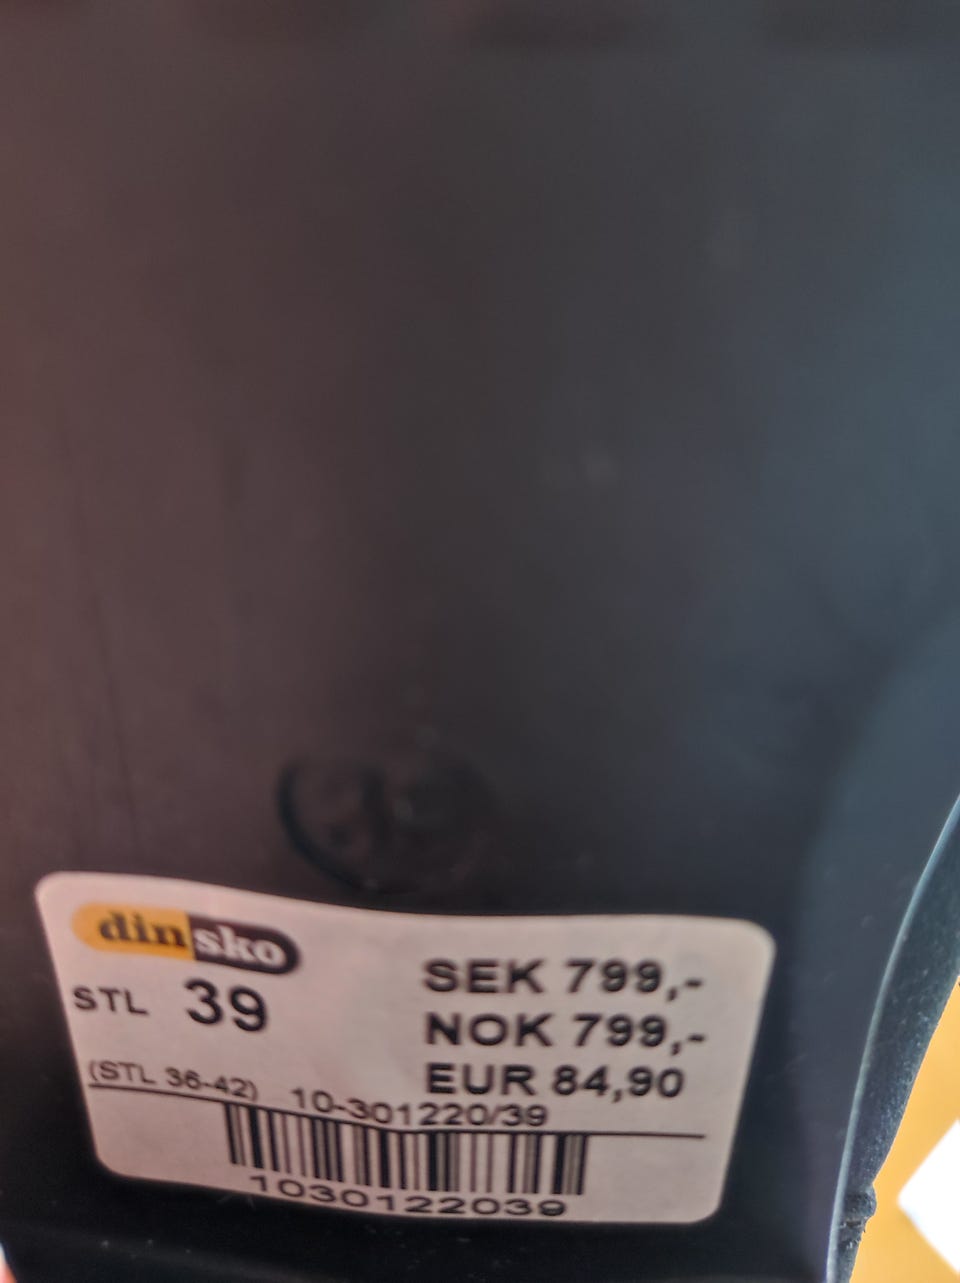 dinsko
STL 39
SEK 799,-
NOK 799,-
EUR 84,90
(STL 36-42) 10-301220/39
1030122039